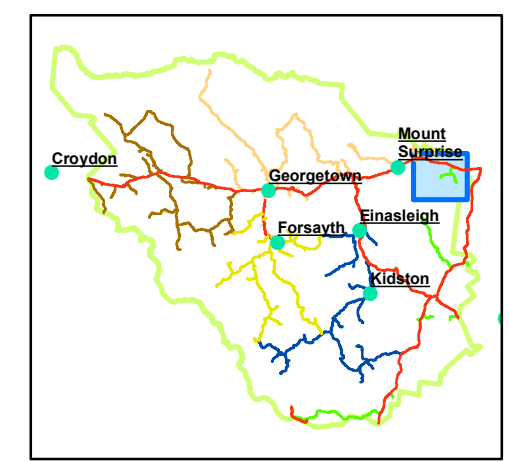 Mount
Surprise
Croydon
Georgetown
Forsayth
Einasleigh
Kidston